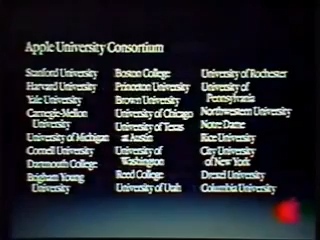 Apple University Consortium
Stanford University
Harvard University
Yale University
Carnegie-Mellon
University
University of Michigan
Cornell University
Dartmouth College
Brigham Young
University
Boston College
Princeton University
Brown University
University of Chicago
University of Texas
at Austin
University of
Washington
Reed College
University of Utah
University of Rochester
University of
Pennsylvania
Northwestern University
Notre Dame
Rice University
City University
of New York
Drexel University
Columbia University